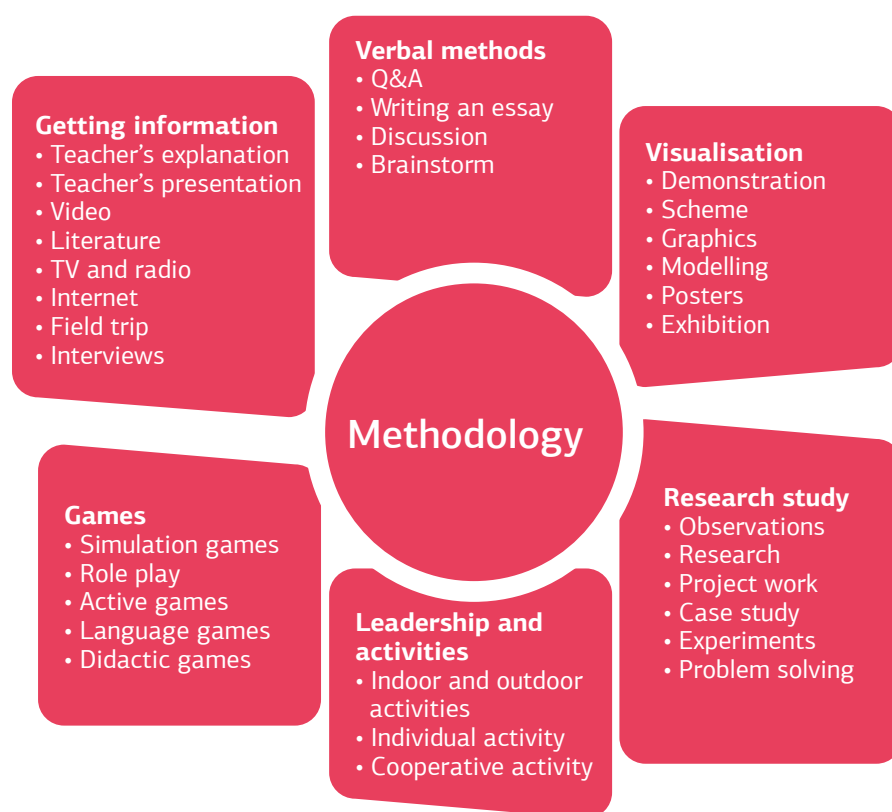 Verbal methods
• Q&A
• Writing an essay
• Discussion
• Brainstorm
Getting information
• Teacher’s explanation
• Teacher’s presentation
• Video
• Literature
• TV and radio
• Internet
• Field trip
• Interviews
Visualisation
• Demonstration
• Scheme
• Graphics
• Modelling
• Posters
• Exhibition
Methodology
Games
• Simulation games
• Role play
• Active games
• Language games
• Didactic games
Leadership and
activities
• Indoor and outdoor
activities
• Individual activity
• Cooperative activity
Research study
• Observations
• Research
• Project work
• Case study
• Experiments
• Problem solving